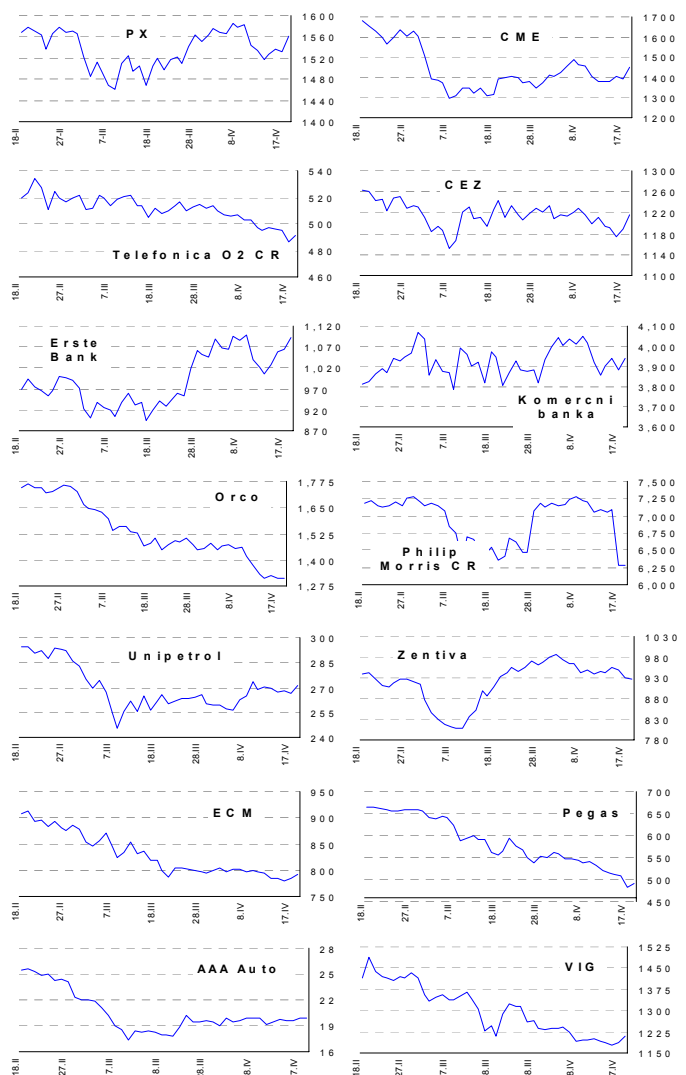 PX
1600
1560
1520
1480
1440
1400
18-II
27-II
7-III
18-III
28-III
8-IV
17-IV
CME
1700
1600
1500
1400
1300
1200
18.II
27.II
7.III
18.III
28.III
8.IV
17.IV
540
520
500
480
460
Telefonica O2 CR
18.II
27.II
7.III
18.III
28.III
8.IV
17.IV
CEZ
1300
1260
1220
1180
1140
1100
18.II
27.II
7.III
18.III
28.III
8.IV
17.IV
Erste
Bank
1,120
1,070
1,020
970
920
870
18.II
27.II
7.III
18.III
28.III
8.IV
17.IV
4,100
4,000
3,900
3,800
3,700
3,600
Komercni
banka
18.II
27.II
7.III
18.III
28.III
8.IV
17.IV
Orco
1,775
1,650
1,525
1,400
1,275
18.II
27.II
7.III
18.III
28.III
8.IV
17.IV
7,500
7,250
7,000
6,750
6,500
6,250
6,000
Philip
Morris CR
18.II
27.II
7.III
18.III
28.III
8.IV
17.IV
Unipetrol
300
285
270
255
240
18.II
27.II
7.III
18.III
28.III
8.IV
17.IV
Zentiva
1030
980
930
880
830
780
18.II
27.II
7.III
18.III
28.III
8.IV
17.IV
ECM
950
900
850
800
750
18.II
27.II
7.III
18.III
28.III
8.IV
17.IV
Pegas
700
650
600
550
500
450
18.II
27.II
7.III
18.III
28.III
8.IV
17.IV
AAA Auto
28
25
22
19
16
18.II
27.II
7.III
8.III
8.III
8.IV
7.IV
VIG
1525
1450
1375
1300
1225
1150
18.II
27.II
7.III
18.III
28.III
8.IV
17.IV